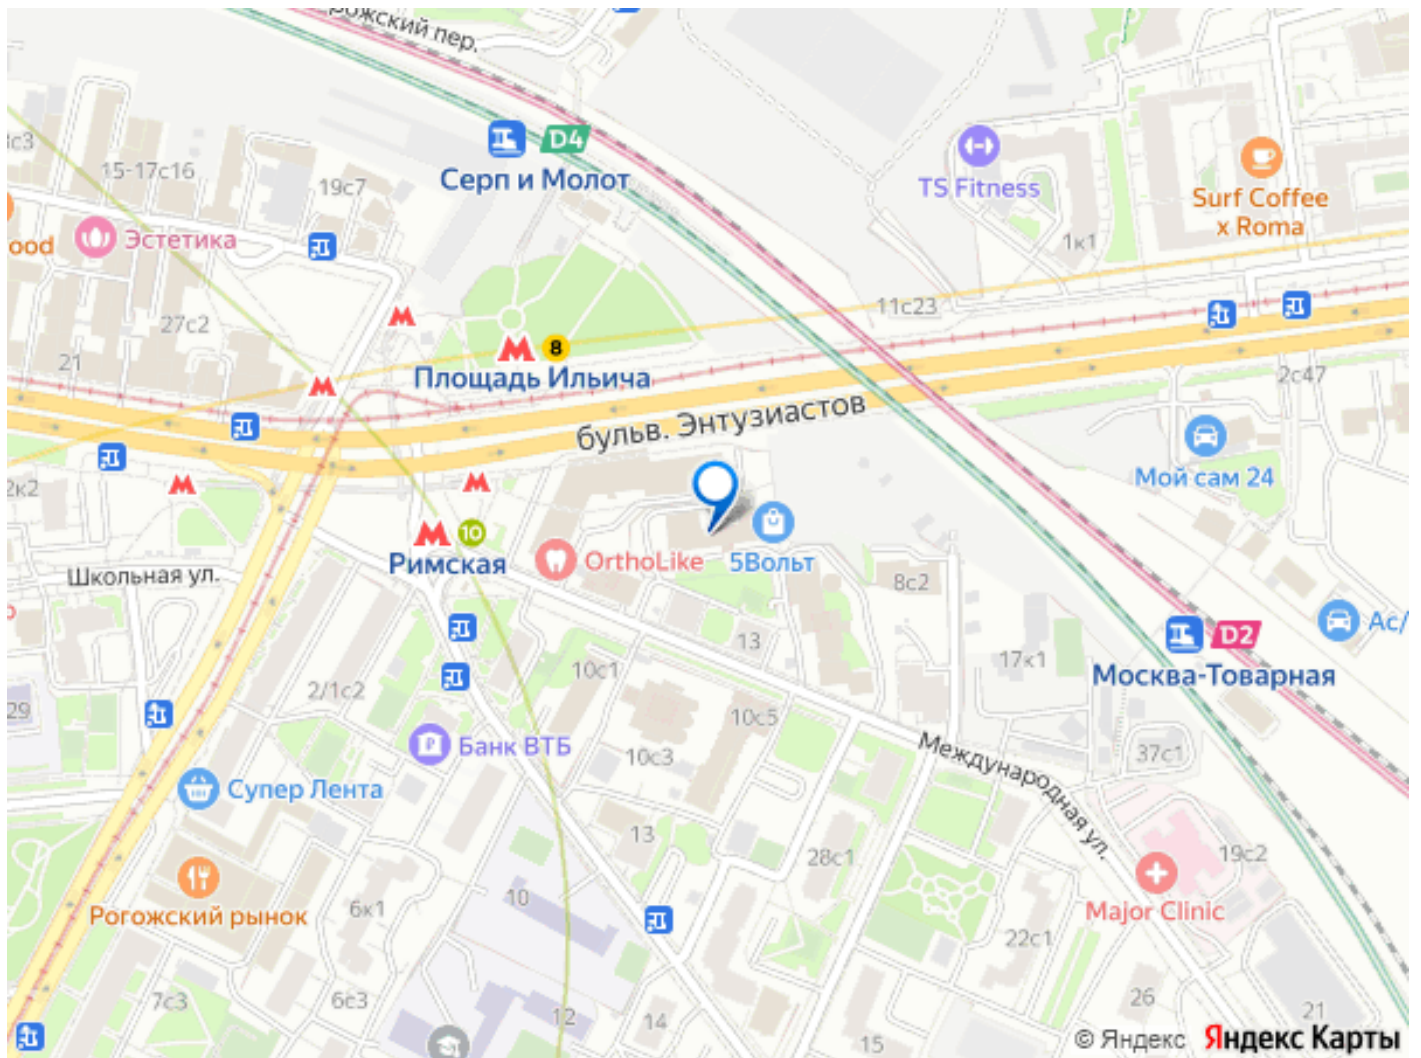 рожский пер.
D4
Серп и Молот
TS Fitness
Surf Coffee
x Roma
15-17с16
19с7
Эстетика
ood
1к1
11с23
27с2
21
8
Площадь Ильича
бульв. Энтузиастов
2с47
Мой сам 24
2к2
10
Римская
OrthoLike
5Вольт
8с2
Школьная ул.
13
D2
Москва-Товарная
17к1
10с1
2/1с2
10с5
29
Банк ВТБ
10с3
37с1
Международная ул.
Супер Лента
13
28с1
19с2
Рогожский рынок
6к1
10
Major Clinic
22с1
7с3
6с3
12
14
15
26
21
© Яндекс Яндекс Карты